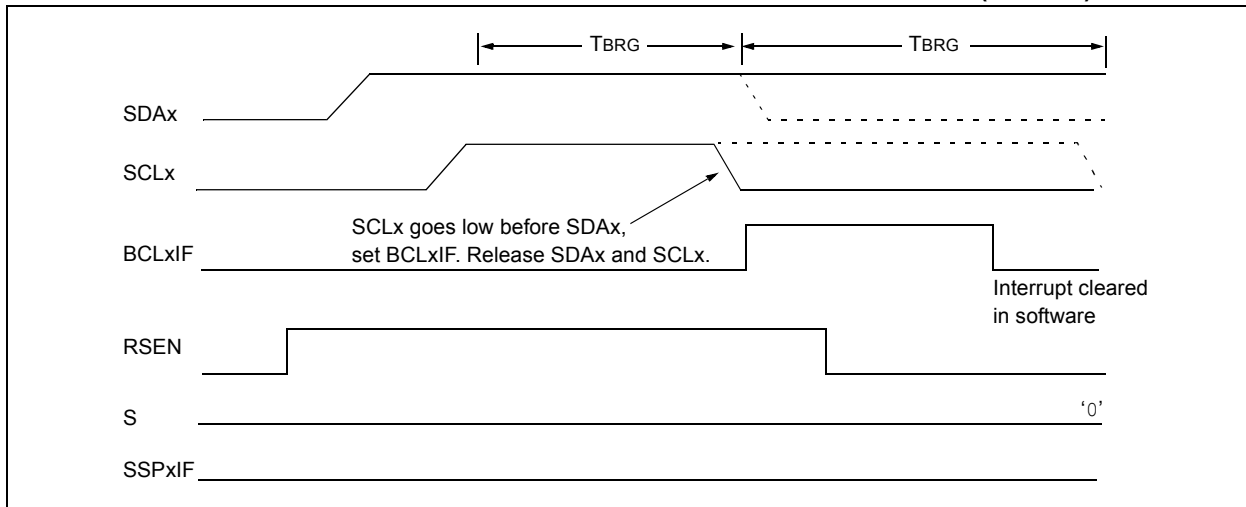 TBRG TBRG
SDAx
SCLx
SCLx goes low before SDAx,
set BCLxIF. Release SDAx and SCLx.
BCLxIF
Interrupt cleared
in software
RSEN
S
‘0’
SSPxIF